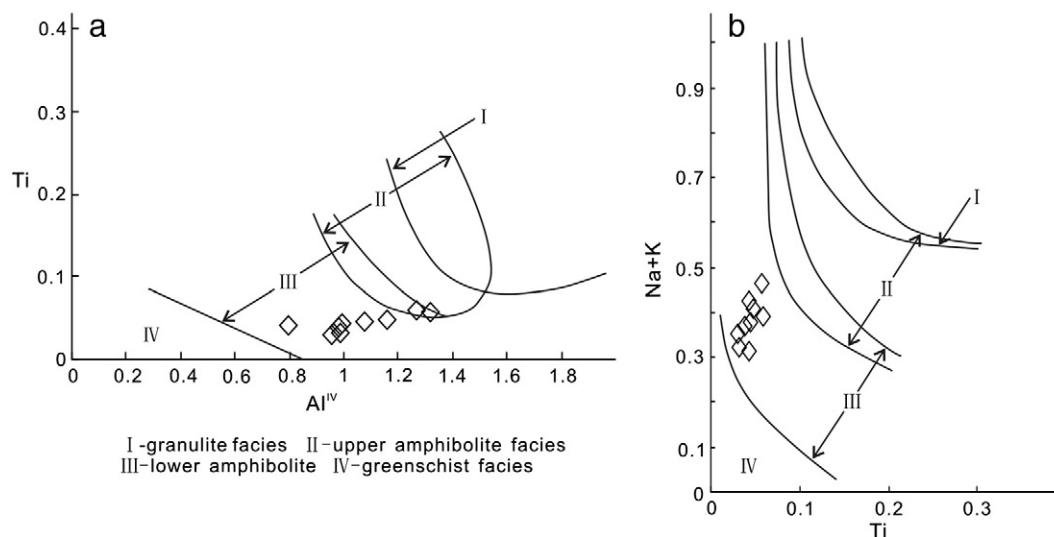 a
0.4
0.3
Ti
0.2
0.1
0
I
II
III
IV
0 0.2 0.4 0.6 0.8 1 1.2 1.4 1.6 1.8
Al^IV
I -granulite facies II-upper amphibolite facies
III-lower amphibolite IV-greenschist facies
b
0.9
0.7
Na+K
0.5
0.3
0.1
0
I
II
III
IV
0 0.1 0.2 0.3
Ti